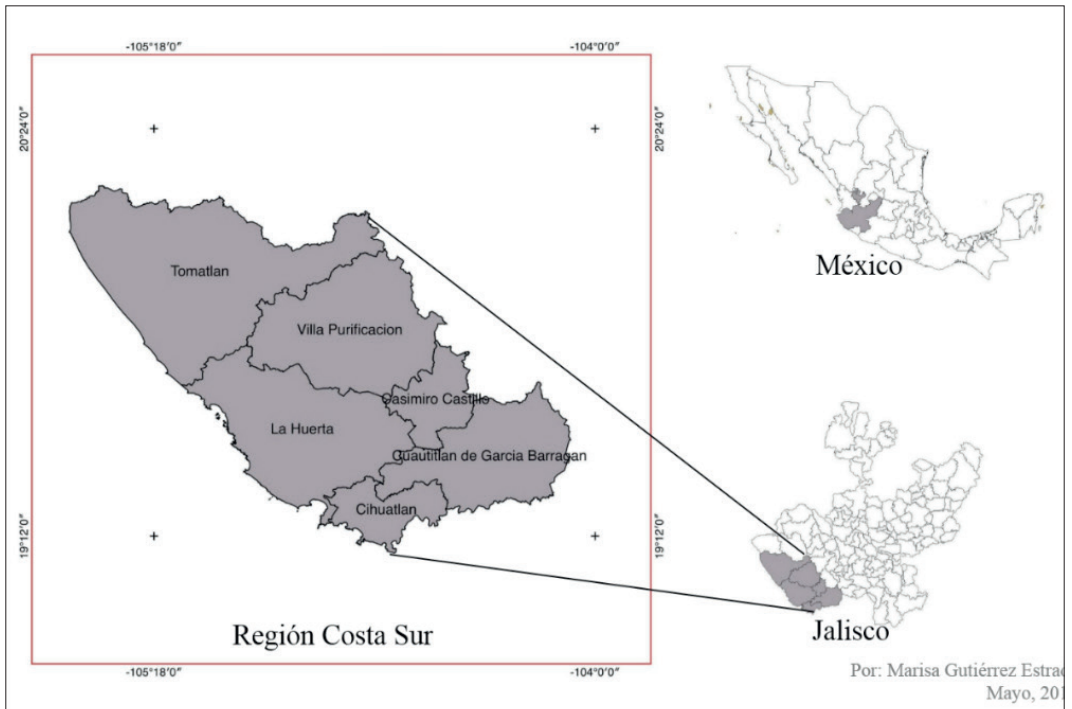 -105°18'0"
-104°0'0"
20°24'0"
20°24'0"
Tomatlan
Villa Purificacion
Casimiro Castillo
La Huerta
Cuautitlan de Garcia Barragan
Cihuatlan
19°12'0"
19°12'0"
Región Costa Sur
-105°18'0"
-104°0'0"
México
Jalisco
Por: Marisa Gutiérrez
Mayo,